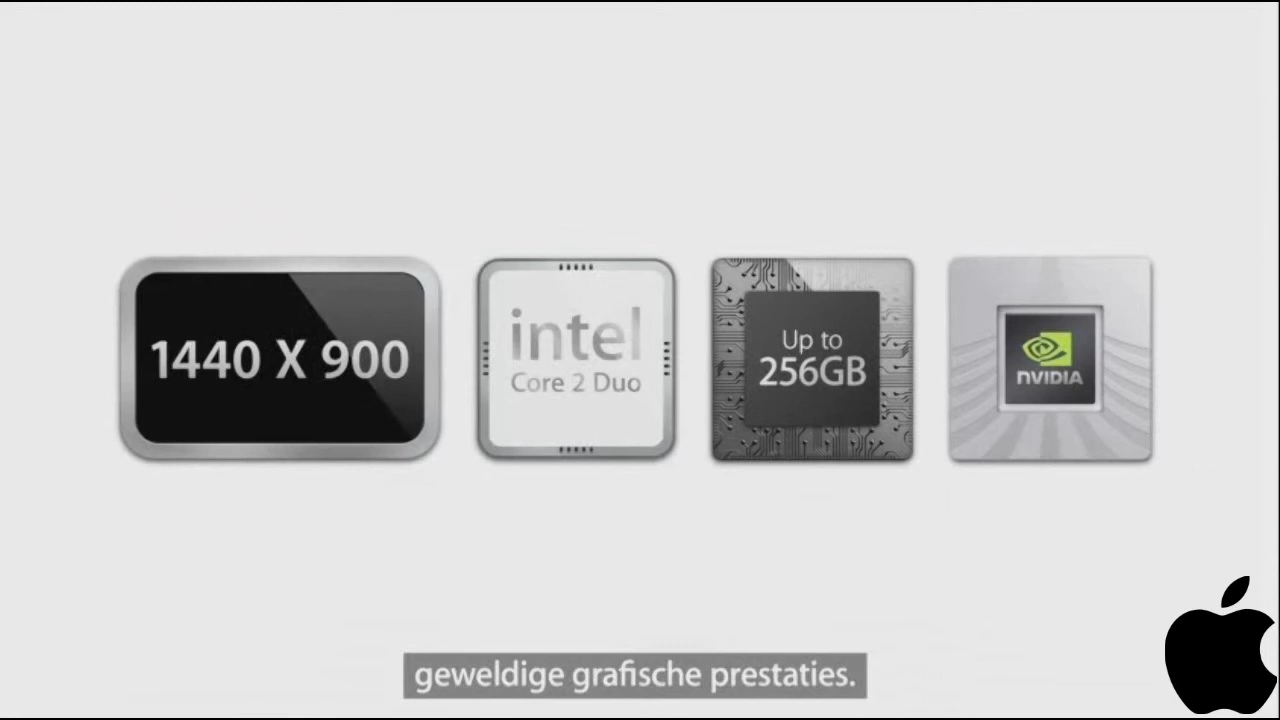 1440 X 900
intel
Core 2 Duo
Up to
256GB
NVIDIA
geweldige grafische prestaties.